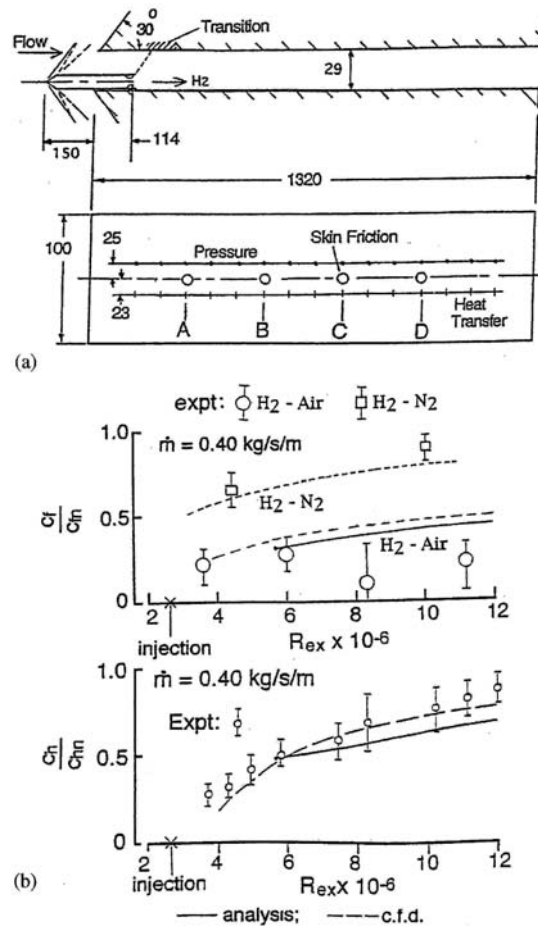 Flow
30°
Transition
H2
29
150
114
1320
100
25
Pressure
Skin Friction
23
A
B
C
D
Heat
Transfer
(a)
expt: H2 - Air H2 - N2
ṁ = 0.40 kg/s/m
1.0
cf/cfn
0.5
0
H2 - N2
H2 - Air
2 4 6 8 10 12
injection
Rex x 10-6
ṁ = 0.40 kg/s/m
1.0
Expt:
ch/chn
0.5
0
2 4 6 8 10 12
(b)
injection
Rex x 10-6
analysis; c.f.d.